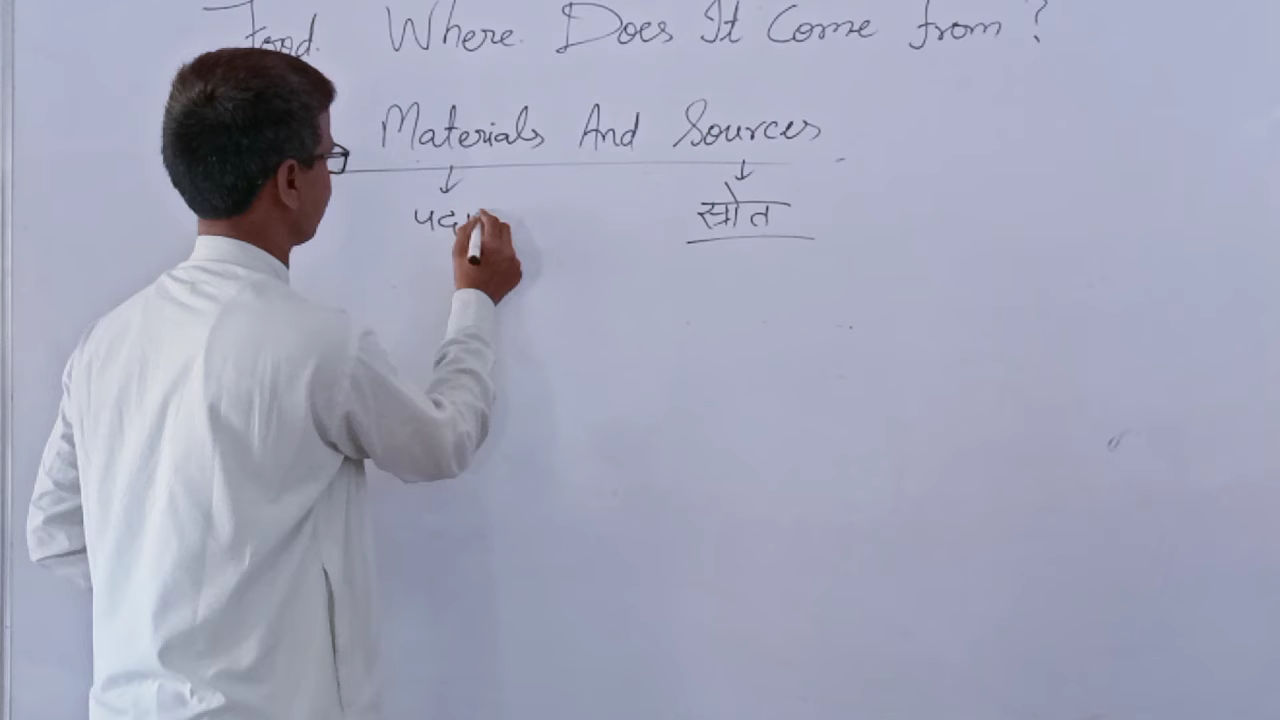 Food. Where. Does It Come from?
Materials And Sources
स्त्रोत